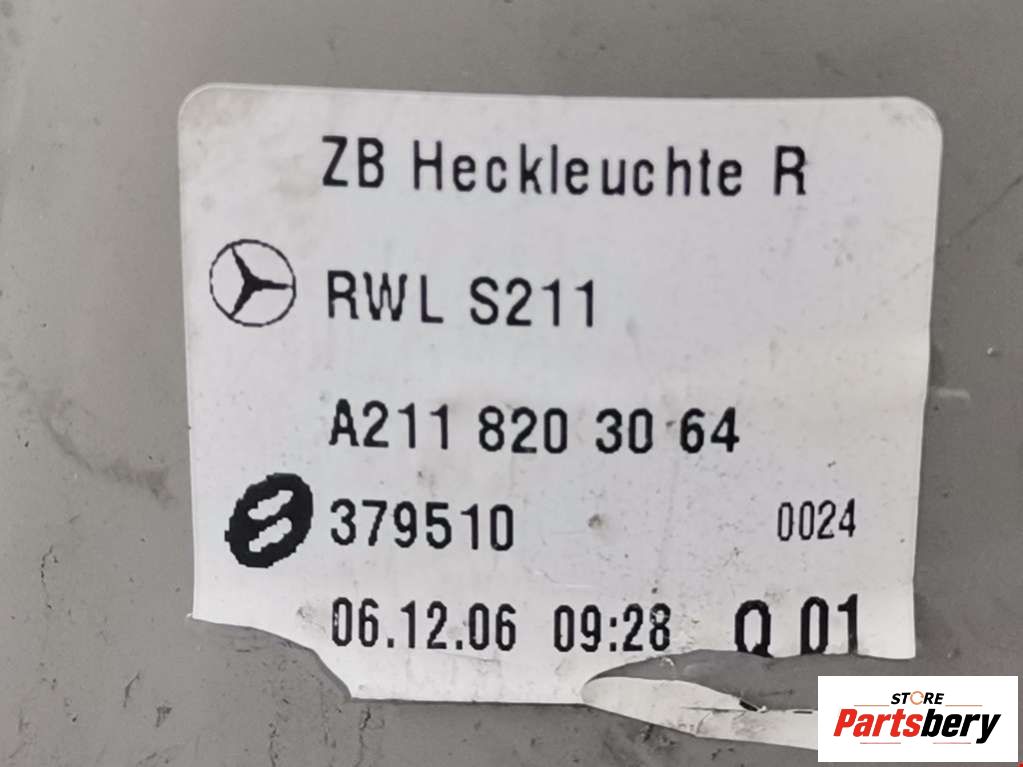 ZB Heckleuchte R
RWL S211
A211 820 30 64
379510 0024
06.12.06 09:28 Q 01
STORE
Partsbery